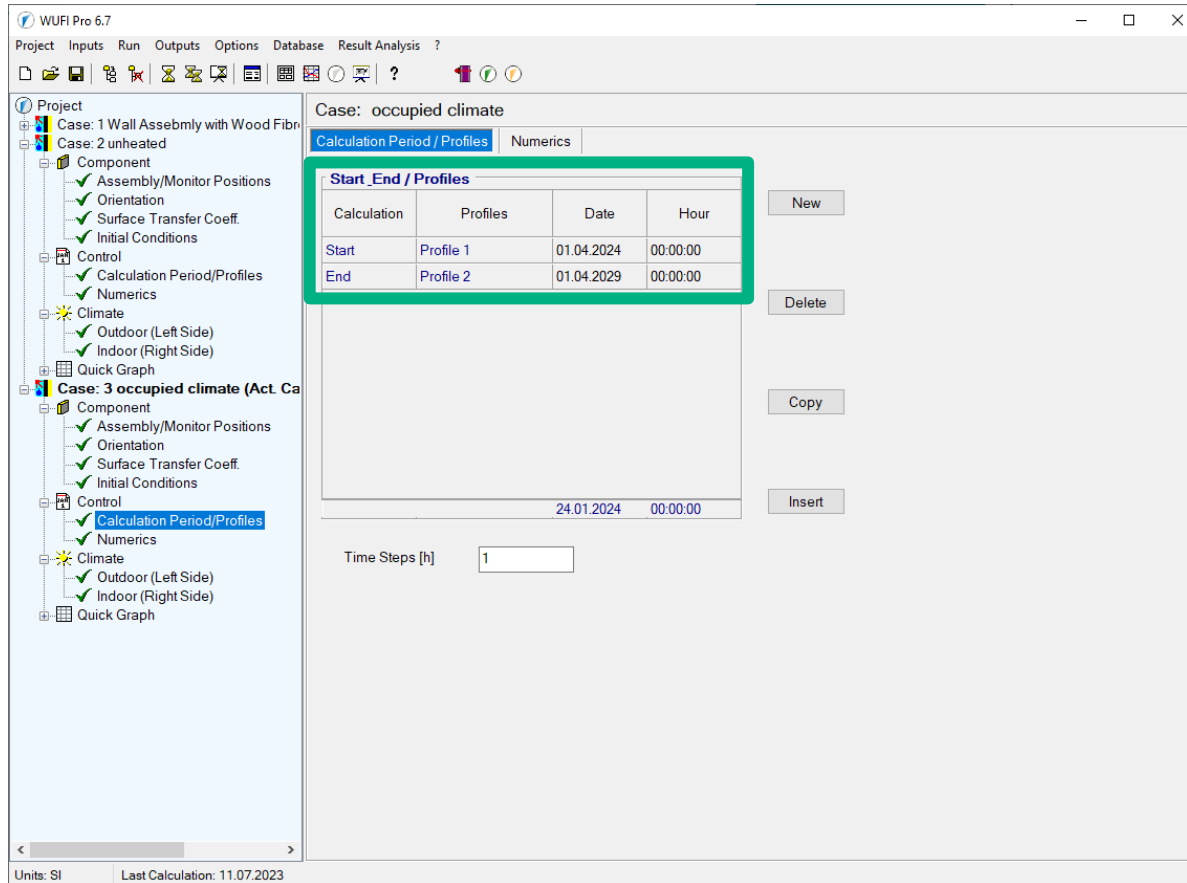 WUFI Pro 6.7
Project Inputs Run Outputs Options Database Result Analysis ?
?
Project
Case: 1 Wall Assebmly with Wood Fibr
Case: 2 unheated
Component
Assembly/Monitor Positions
Orientation
Surface Transfer Coeff.
Initial Conditions
Control
Calculation Period/Profiles
Numerics
Climate
Outdoor (Left Side)
Indoor (Right Side)
Quick Graph
Case: 3 occupied climate (Act. Ca
Component
Assembly/Monitor Positions
Orientation
Surface Transfer Coeff.
Initial Conditions
Control
Calculation Period/Profiles
Numerics
Climate
Outdoor (Left Side)
Indoor (Right Side)
Quick Graph
Case: occupied climate
Calculation Period / Profiles Numerics
Start_End / Profiles
Calculation Profiles Date Hour
Start Profile 1 01.04.2024 00:00:00
End Profile 2 01.04.2029 00:00:00
24.01.2024 00:00:00
Time Steps [h] 1
New
Delete
Copy
Insert
Units: SI Last Calculation: 11.07.2023